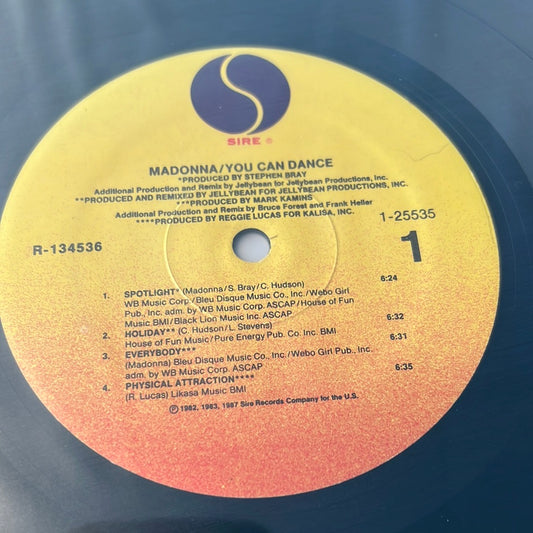 SIRE ®
MADONNA/YOU CAN DANCE
*PRODUCED BY STEPHEN BRAY
Additional Production and Remix by Jellybean for Jellybean Productions, Inc.
**PRODUCED AND REMIXED BY JELLYBEAN FOR JELLYBEAN PRODUCTIONS, INC.
***PRODUCED BY MARK KAMINS
Additional Production and Remix by Bruce Forest and Frank Heller
****PRODUCED BY REGGIE LUCAS FOR KALISA, INC.
R-134536
1-25535
1
1. SPOTLIGHT* (Madonna/S. Bray/C. Hudson) 6:24
WB Music Corp./Bleu Disque Music Co., Inc./Webo Girl
Pub., Inc. adm. by WB Music Corp. ASCAP/House of Fun
Music BMI/Black Lion Music Inc. ASCAP
2. HOLIDAY** (C. Hudson/L. Stevens) 6:32
House of Fun Music/Pure Energy Pub. Co. Inc. BMI
3. EVERYBODY*** 6:31
(Madonna) Bleu Disque Music Co., Inc./Webo Girl Pub., Inc.
adm. by WB Music Corp. ASCAP
4. PHYSICAL ATTRACTION**** 6:35
(R. Lucas) Likasa Music BMI
℗ 1982, 1983, 1987 Sire Records Company for the U.S.